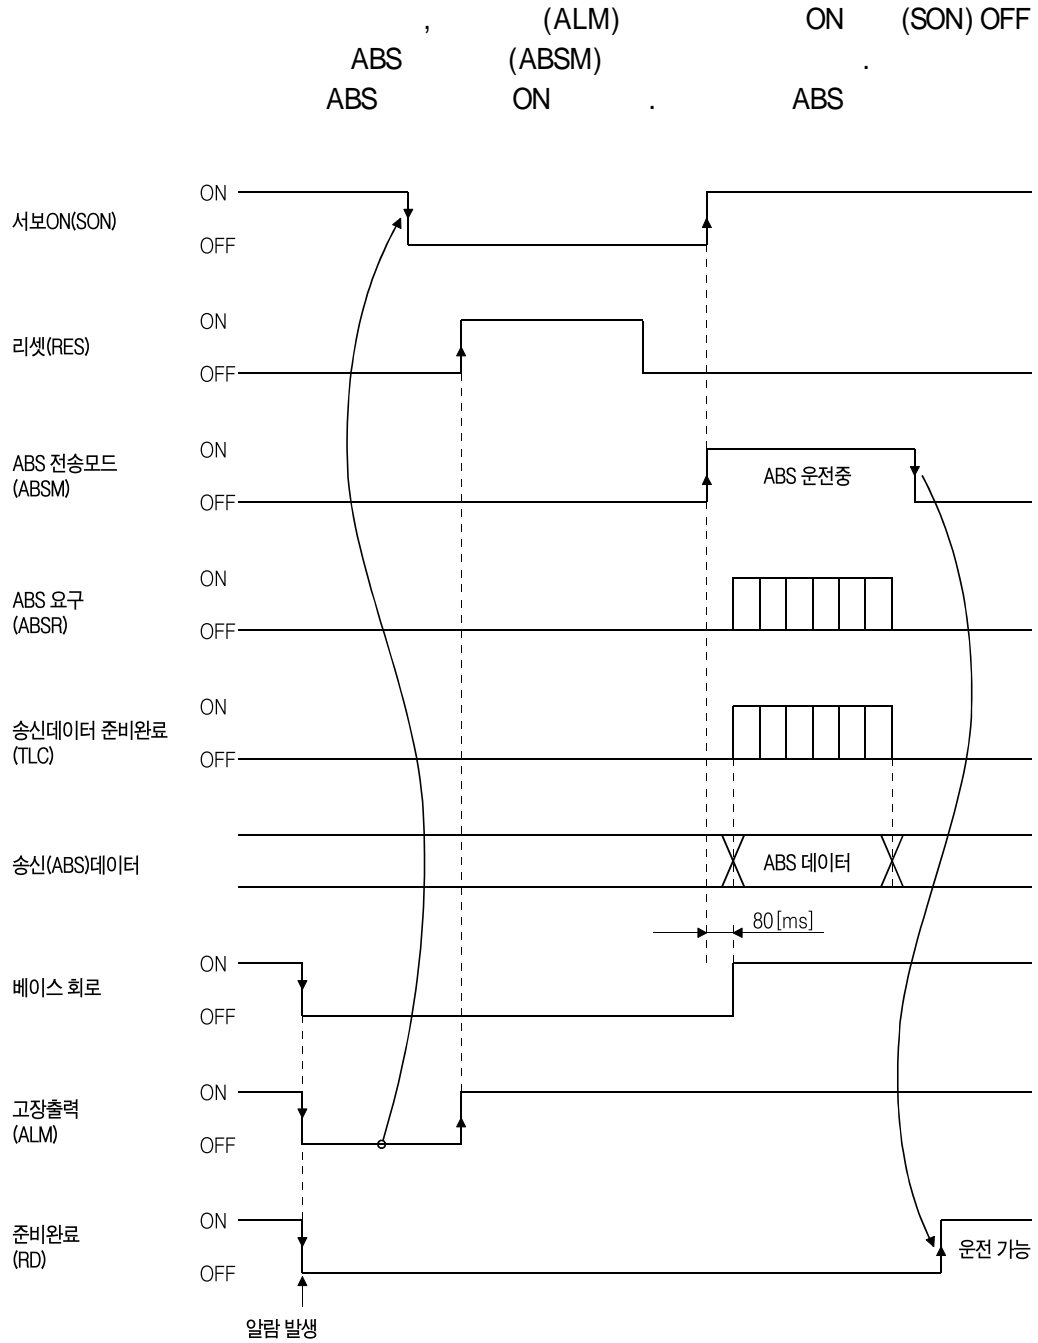 , (ALM) ON (SON) OFF
ABS (ABSM) .
ABS ON . ABS
서보ON(SON)
ON
OFF
리셋(RES)
ON
OFF
ABS 전송모드
(ABSM)
ON
OFF
ABS 운전중
ABS 요구
(ABSR)
ON
OFF
송신데이터 준비완료
(TLC)
ON
OFF
송신(ABS)데이터
ABS 데이터
80[ms]
베이스 회로
ON
OFF
고장출력
(ALM)
ON
OFF
준비완료
(RD)
ON
OFF
운전 가능
알람 발생